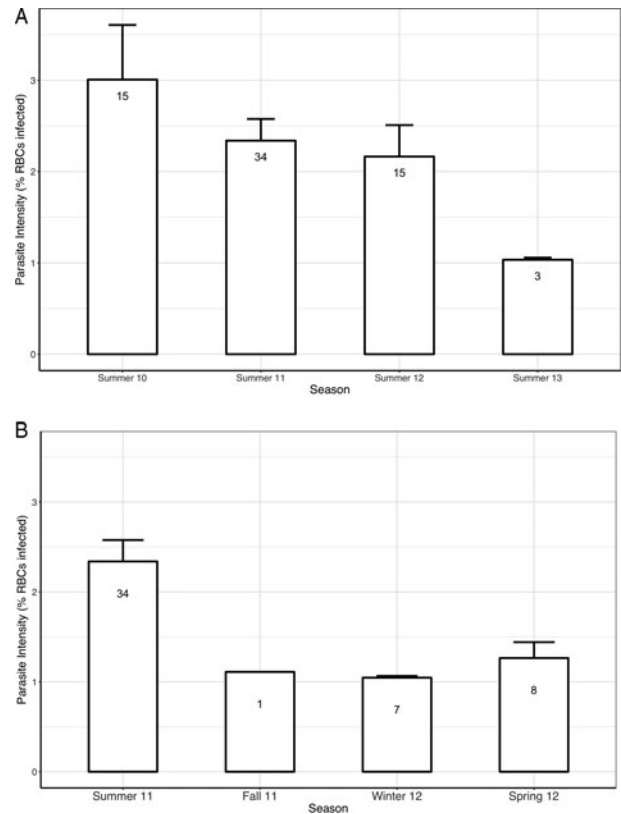 A
Parasite Intensity (% RBCs infected)
3
2
1
0
15
34
15
3
Summer 10 Summer 11 Summer 12 Summer 13
Season
B
Parasite Intensity (% RBCs infected)
3
2
1
0
34
1
7
8
Summer 11 Fall 11 Winter 12 Spring 12
Season